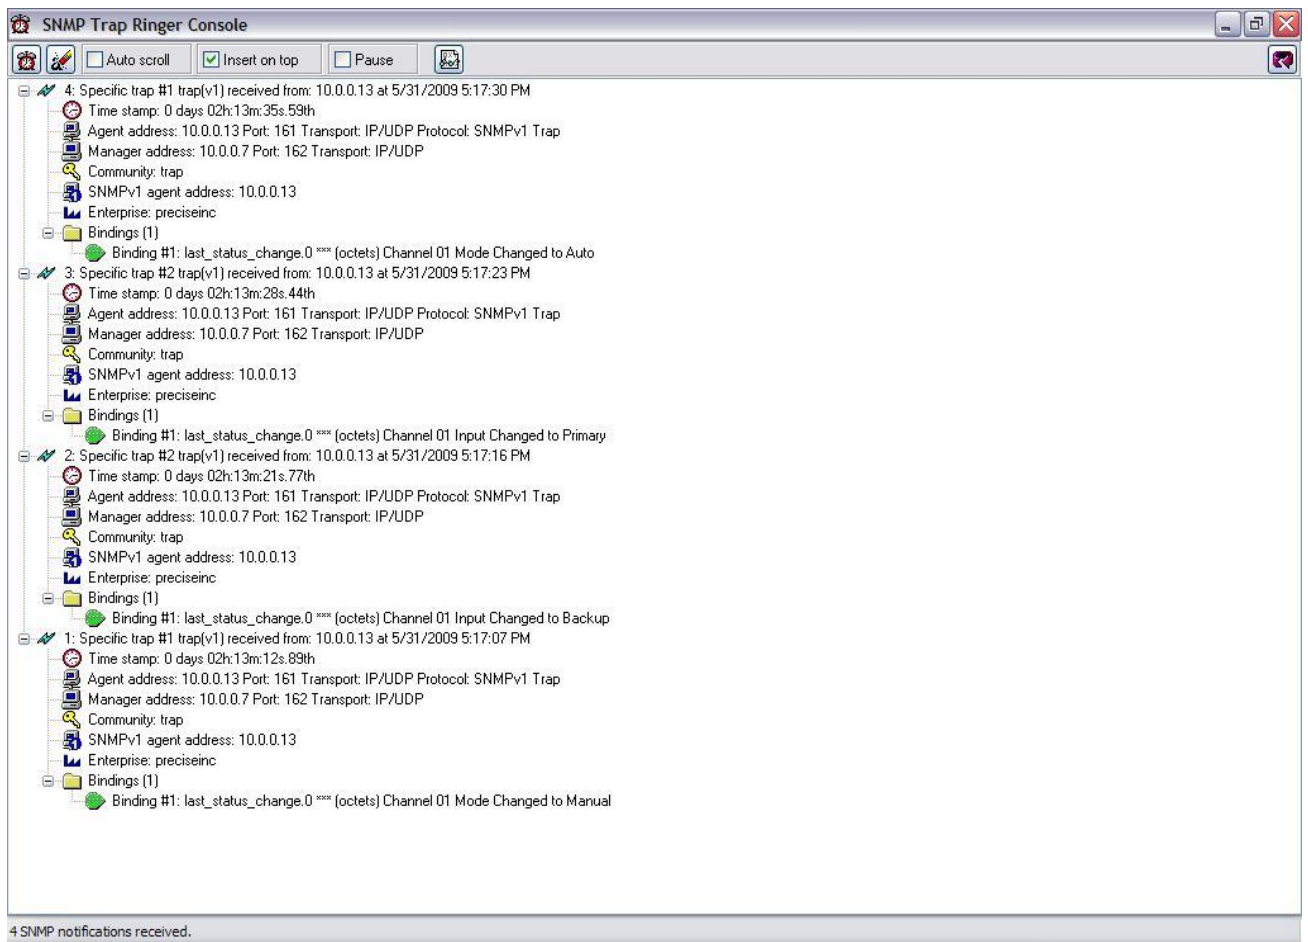 SNMP Trap Ringer Console
Auto scroll Insert on top Pause
4: Specific trap #1 trap(v1) received from: 10.0.0.13 at 5/31/2009 5:17:30 PM
Time stamp: 0 days 02h:13m:35s.59th
Agent address: 10.0.0.13 Port: 161 Transport: IP/UDP Protocol: SNMPv1 Trap
Manager address: 10.0.0.7 Port: 162 Transport: IP/UDP
Community: trap
SNMPv1 agent address: 10.0.0.13
Enterprise: preciseinc
Bindings (1)
Binding #1: last_status_change.0 *** (octets) Channel 01 Mode Changed to Auto
3: Specific trap #2 trap(v1) received from: 10.0.0.13 at 5/31/2009 5:17:23 PM
Time stamp: 0 days 02h:13m:28s.44th
Agent address: 10.0.0.13 Port: 161 Transport: IP/UDP Protocol: SNMPv1 Trap
Manager address: 10.0.0.7 Port: 162 Transport: IP/UDP
Community: trap
SNMPv1 agent address: 10.0.0.13
Enterprise: preciseinc
Bindings (1)
Binding #1: last_status_change.0 *** (octets) Channel 01 Input Changed to Primary
2: Specific trap #2 trap(v1) received from: 10.0.0.13 at 5/31/2009 5:17:16 PM
Time stamp: 0 days 02h:13m:21s.77th
Agent address: 10.0.0.13 Port: 161 Transport: IP/UDP Protocol: SNMPv1 Trap
Manager address: 10.0.0.7 Port: 162 Transport: IP/UDP
Community: trap
SNMPv1 agent address: 10.0.0.13
Enterprise: preciseinc
Bindings (1)
Binding #1: last_status_change.0 *** (octets) Channel 01 Input Changed to Backup
1: Specific trap #1 trap(v1) received from: 10.0.0.13 at 5/31/2009 5:17:07 PM
Time stamp: 0 days 02h:13m:12s.89th
Agent address: 10.0.0.13 Port: 161 Transport: IP/UDP Protocol: SNMPv1 Trap
Manager address: 10.0.0.7 Port: 162 Transport: IP/UDP
Community: trap
SNMPv1 agent address: 10.0.0.13
Enterprise: preciseinc
Bindings (1)
Binding #1: last_status_change.0 *** (octets) Channel 01 Mode Changed to Manual
4 SNMP notifications received.